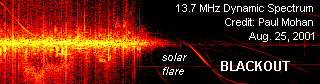 13.7 MHz Dynamic Spectrum
Credit: Paul Mohan
Aug. 25, 2001
solar
flare
BLACKOUT